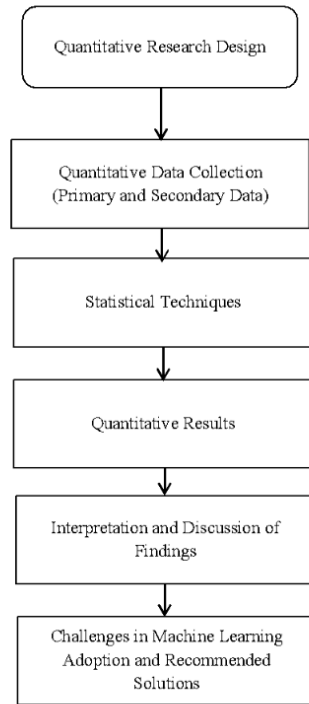 Quantitative Research Design
Quantitative Data Collection
(Primary and Secondary Data)
Statistical Techniques
Quantitative Results
Interpretation and Discussion of
Findings
Challenges in Machine Learning
Adoption and Recommended
Solutions